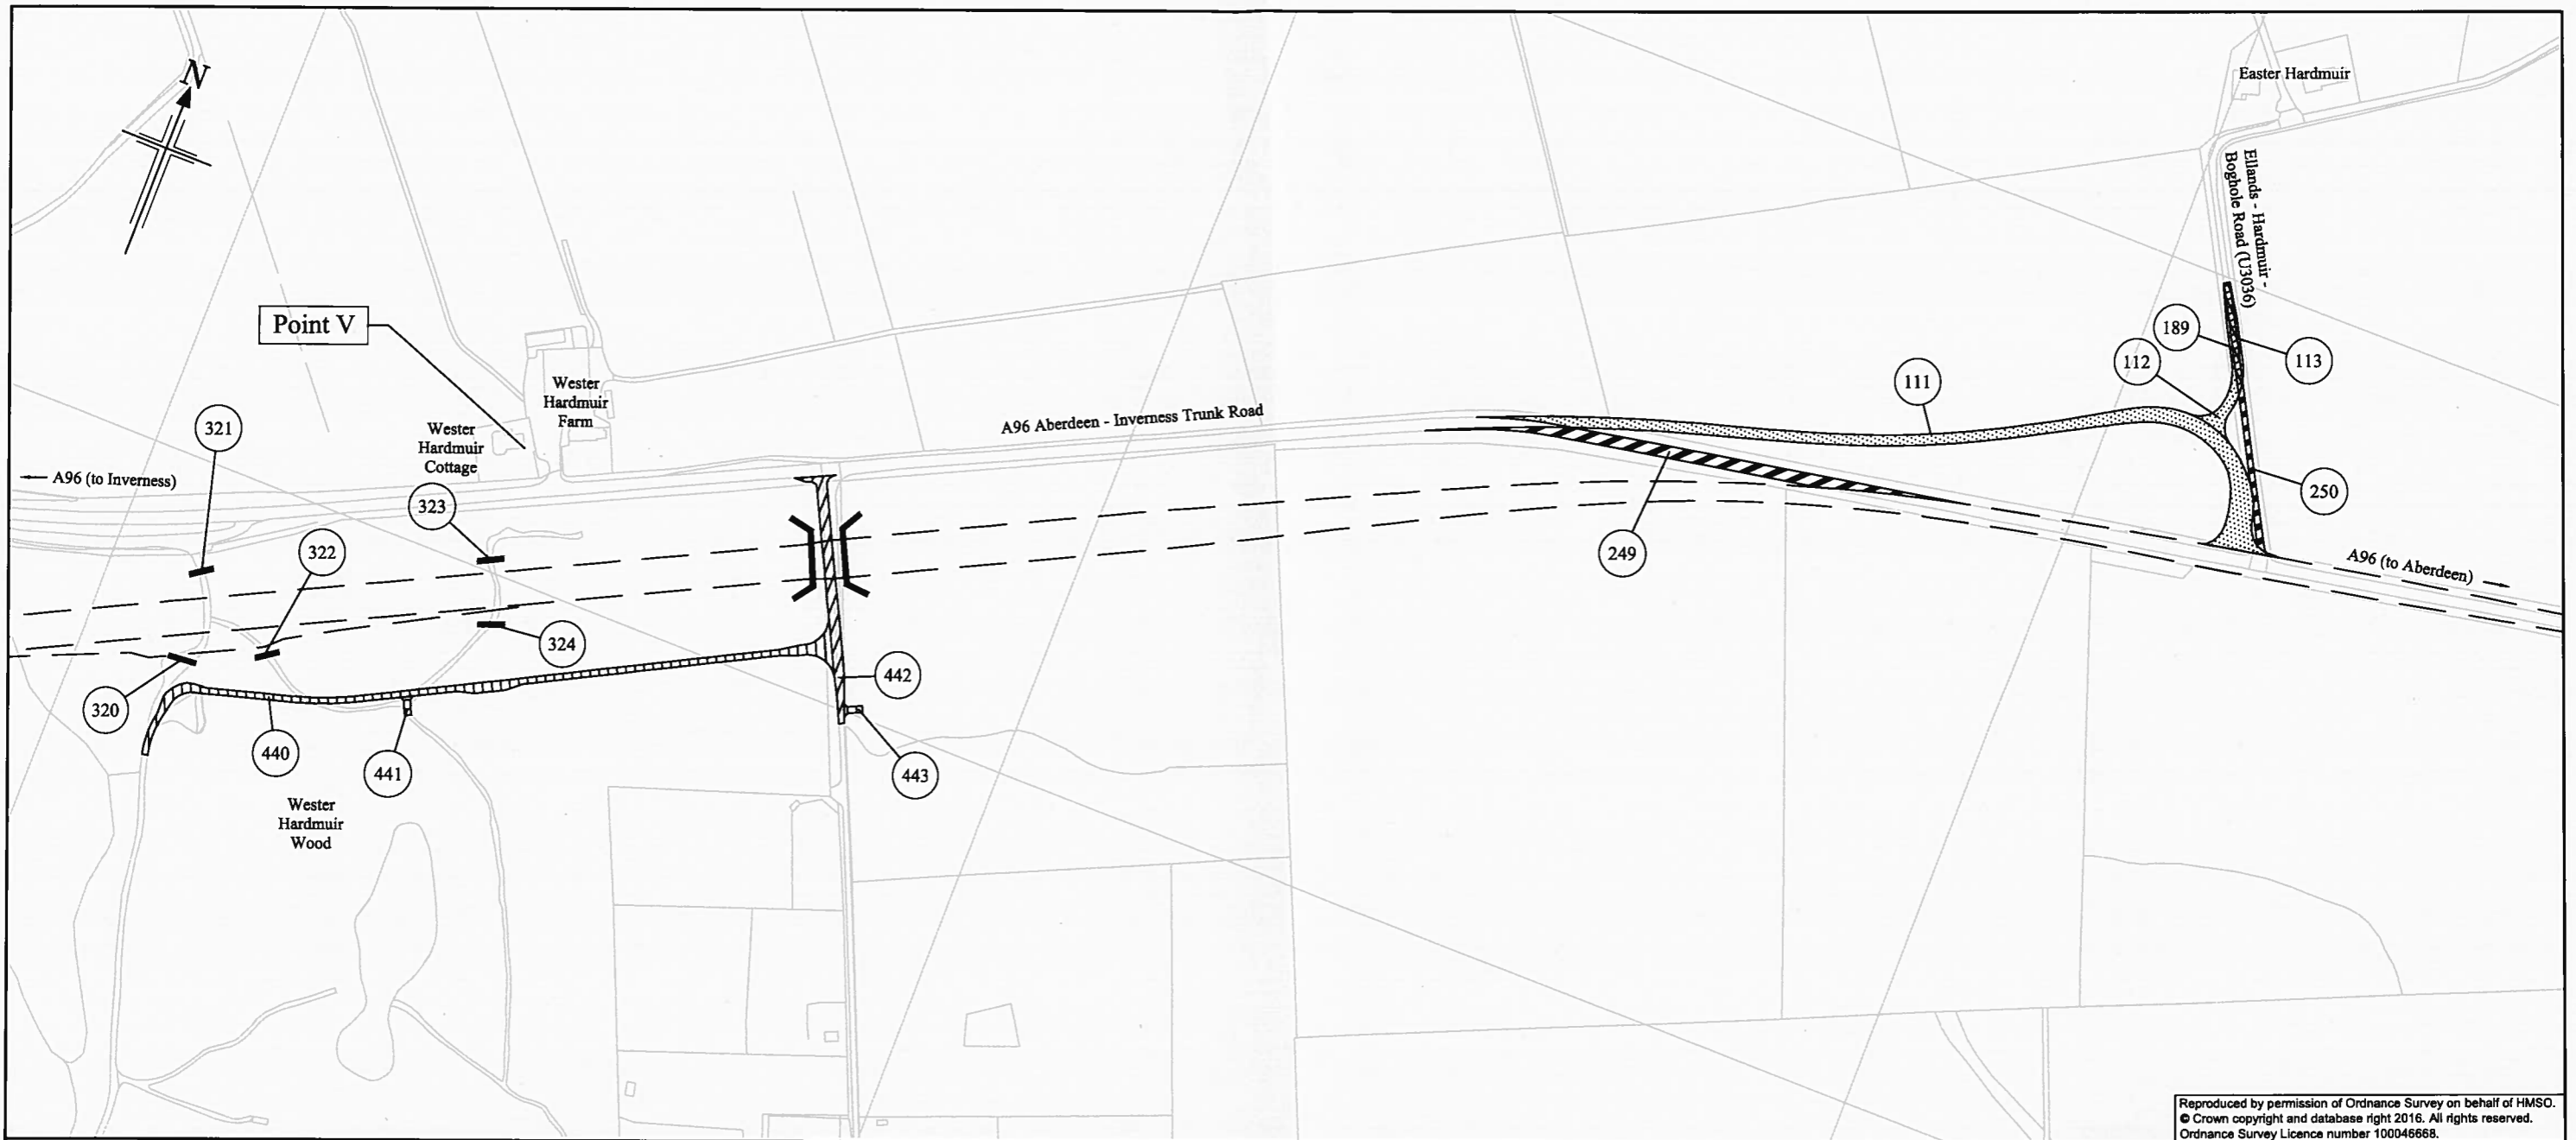 N
Easter Hardmuir
Ellands - Hardmuir -
Boghole Road (U3036)
Point V
189
113
112
111
Wester
Hardmuir
Farm
Wester
Hardmuir
Cottage
A96 Aberdeen - Inverness Trunk Road
321
A96 (to Inverness)
323
322
249
250
A96 (to Aberdeen)
324
320
440
441
442
443
Wester
Hardmuir
Wood
Reproduced by permission of Ordnance Survey on behalf of HMSO.
© Crown copyright and database right 2016. All rights reserved.
Ordnance Survey Licence number 100046668.